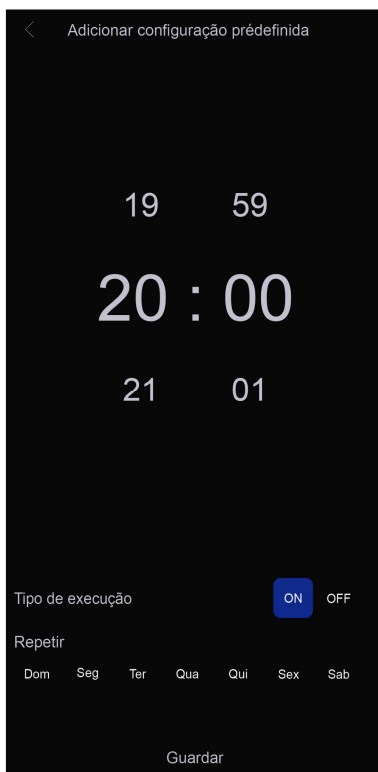 Adicionar configuração prédefinida
19 59
20 : 00
21 01
Tipo de execução ON OFF
Repetir
Dom Seg Ter Qua Qui Sex Sab
Guardar